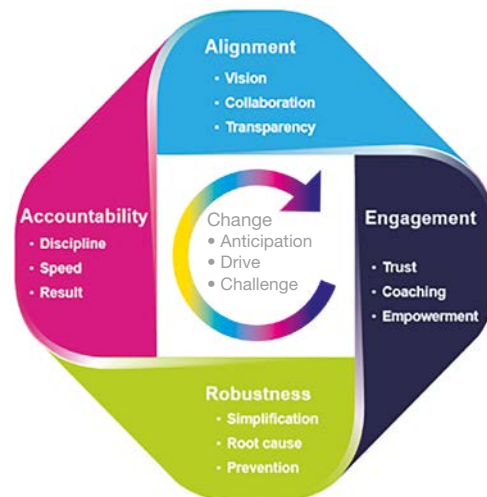 Alignment
• Vision
• Collaboration
• Transparency
Accountability
• Discipline
• Speed
• Result
Change
• Anticipation
• Drive
• Challenge
Engagement
• Trust
• Coaching
• Empowerment
Robustness
• Simplification
• Root cause
• Prevention